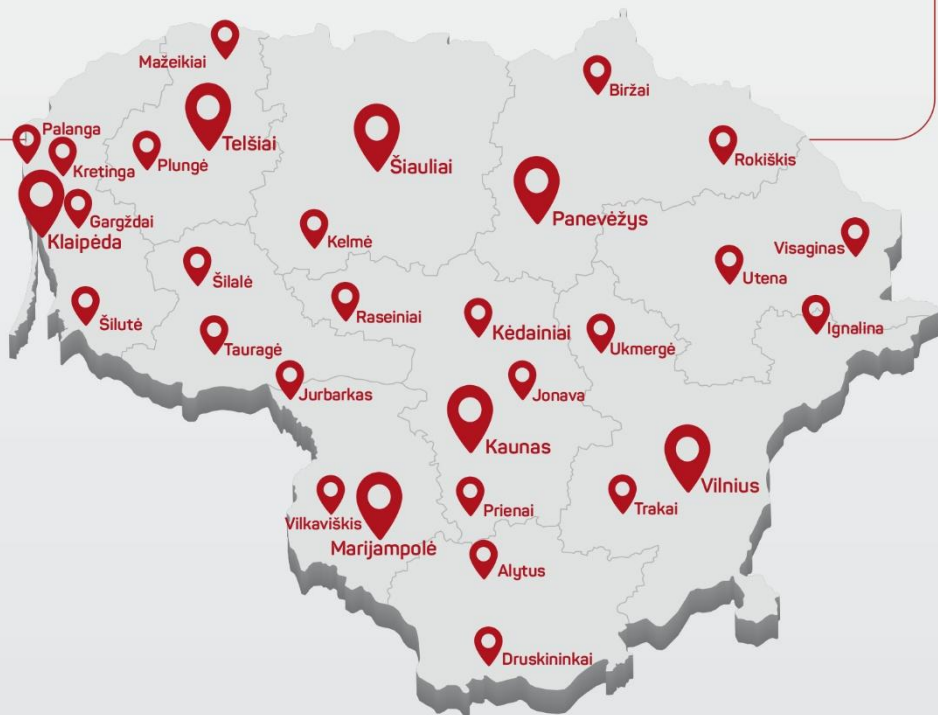 Mažeikiai
Biržai
Palanga
Telšiai
Rokiškis
Kretinga
Plungė
Šiauliai
Gargždai
Panevėžys
Klaipėda
Kelmė
Visaginas
Šilalė
Utena
Šilutė
Raseiniai
Kėdainiai
Ignalina
Tauragė
Ukmergė
Jurbarkas
Jonava
Kaunas
Vilnius
Vilkaviškis
Prienai
Trakai
Marijampolė
Alytus
Druskininkai